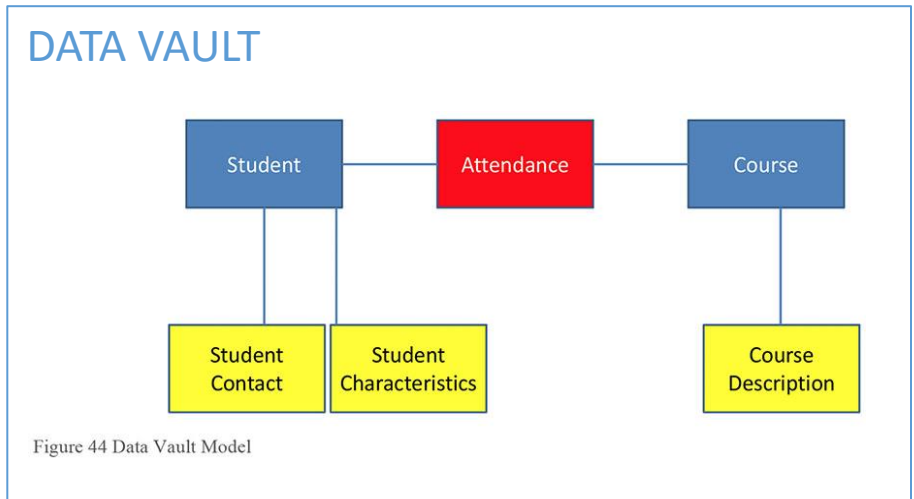 DATA VAULT
Student
Attendance
Course
Student
Contact
Student
Characteristics
Course
Description
Figure 44 Data Vault Model